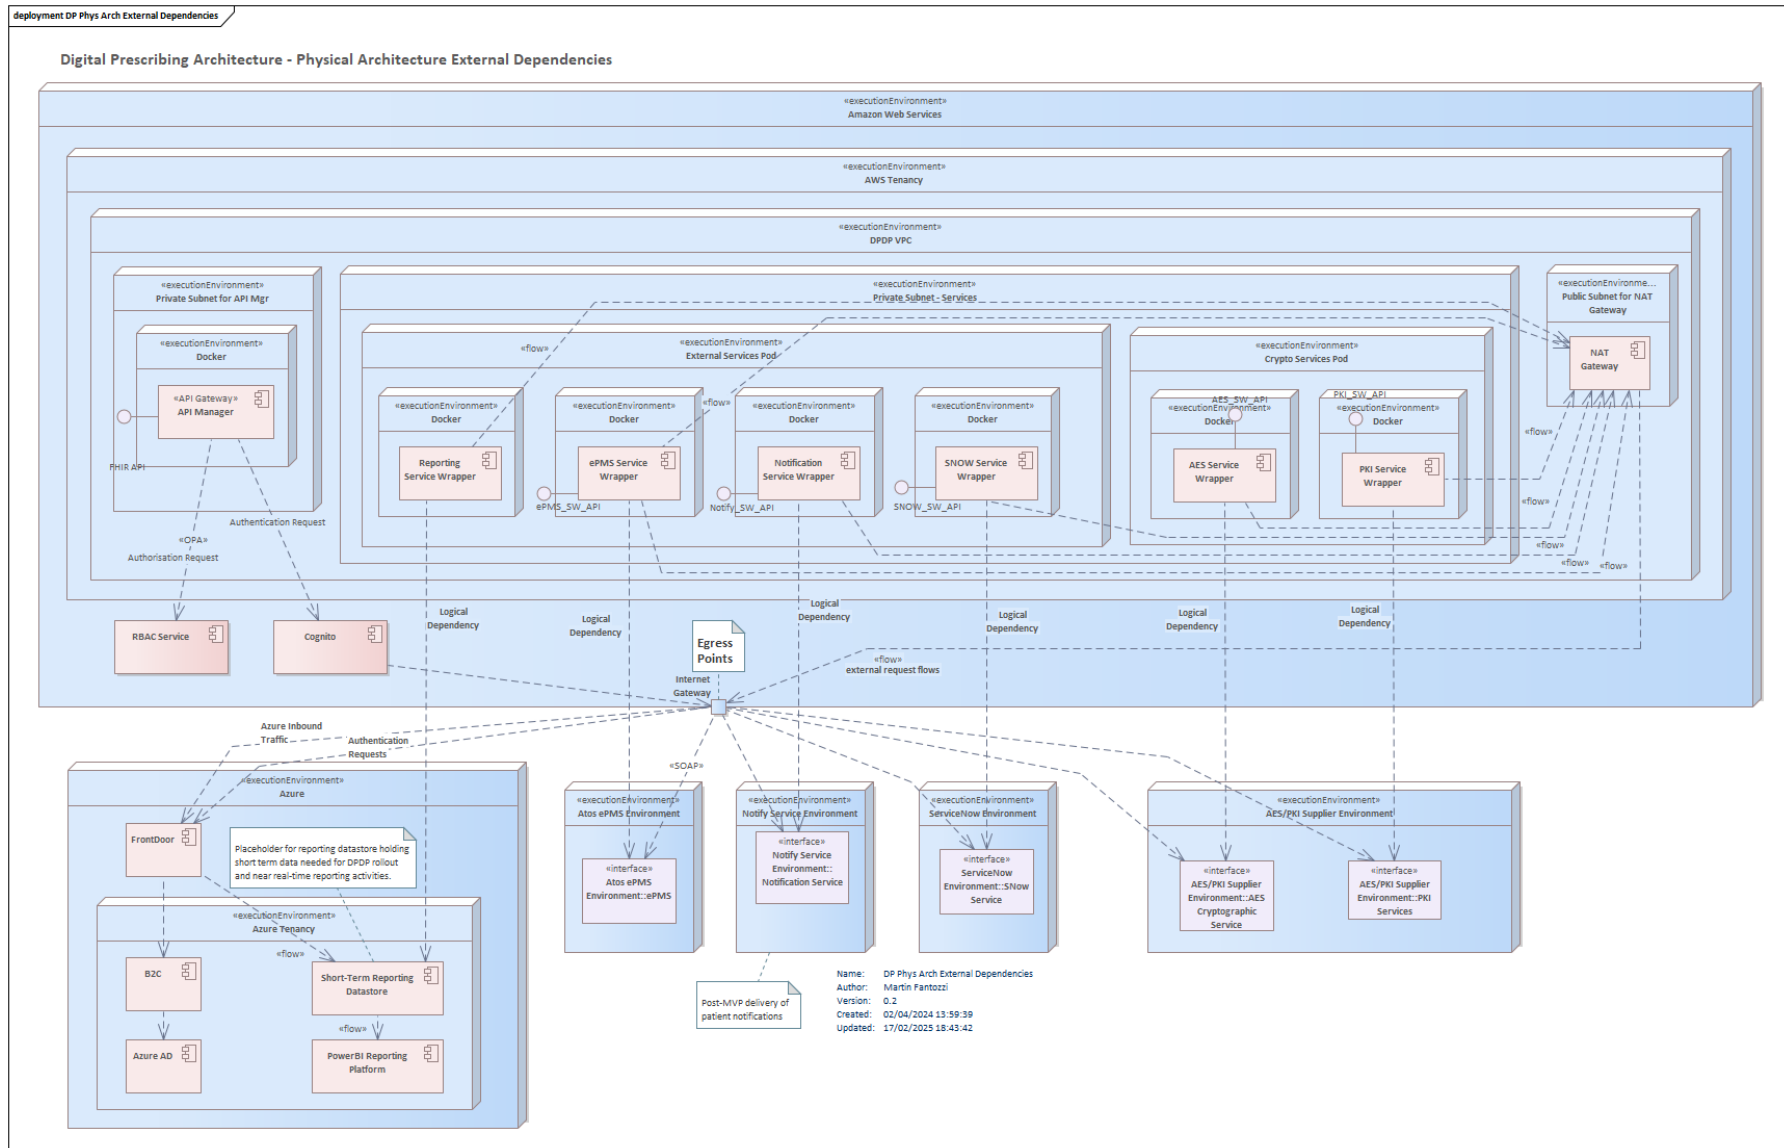 deployment DP Phys Arch External Dependencies
Digital Prescribing Architecture - Physical Architecture External Dependencies
«executionEnvironment»
Amazon Web Services
«executionEnvironment»
AWS Tenancy
«executionEnvironment»
DPDP VPC
«executionEnvironment»
Private Subnet for API Mgr
«executionEnvironment»
Docker
«API Gateway»
API Manager
FHIR API
«OPA»
Authorisation Request
Authentication Request
«executionEnvironment»
Private Subnet - Services
«executionEnvironment»
External Services Pod
«flow»
«flow»
«executionEnvironment»
Docker
Reporting
Service Wrapper
«executionEnvironment»
Docker
ePMS Service
Wrapper
ePMS_SW_API
«executionEnvironment»
Docker
Notification
Service Wrapper
Notify_SW_API
«executionEnvironment»
Docker
SNOW Service
Wrapper
SNOW_SW_API
«executionEnvironment»
Crypto Services Pod
AES_SW_API
«executionEnvironment»
Docker
AES Service
Wrapper
PKI_SW_API
«executionEnvironment»
Docker
PKI Service
Wrapper
«executionEnvironme...
Public Subnet for NAT
Gateway
NAT
Gateway
«flow»
«flow»
«flow»
«flow»
«flow»
RBAC Service
Cognito
Logical
Dependency
Logical
Dependency
Logical
Dependency
Logical
Dependency
Logical
Dependency
Logical
Dependency
Egress
Points
Internet
Gateway
«flow»
external request flows
Azure Inbound
Traffic
Authentication
Requests
«SOAP»
«executionEnvironment»
Azure
FrontDoor
Placeholder for reporting datastore holding
short term data needed for DPDP rollout
and near real-time reporting activities.
«executionEnvironment»
Azure Tenancy
B2C
«flow»
Short-Term Reporting
Datastore
«flow»
Azure AD
PowerBI Reporting
Platform
«executionEnvironment»
Atos ePMS Environment
«interface»
Atos ePMS
Environment::ePMS
«executionEnvironment»
Notify Service Environment
«interface»
Notify Service
Environment::
Notification Service
«executionEnvironment»
ServiceNow Environment
«interface»
ServiceNow
Environment::SNow
Service
«executionEnvironment»
AES/PKI Supplier Environment
«interface»
AES/PKI Supplier
Environment::AES
Cryptographic
Service
«interface»
AES/PKI Supplier
Environment::PKI
Services
Post-MVP delivery of
patient notifications
Name: DP Phys Arch External Dependencies
Author: Martin Fantozzi
Version: 0.2
Created: 02/04/2024 13:59:39
Updated: 17/02/2025 18:43:42